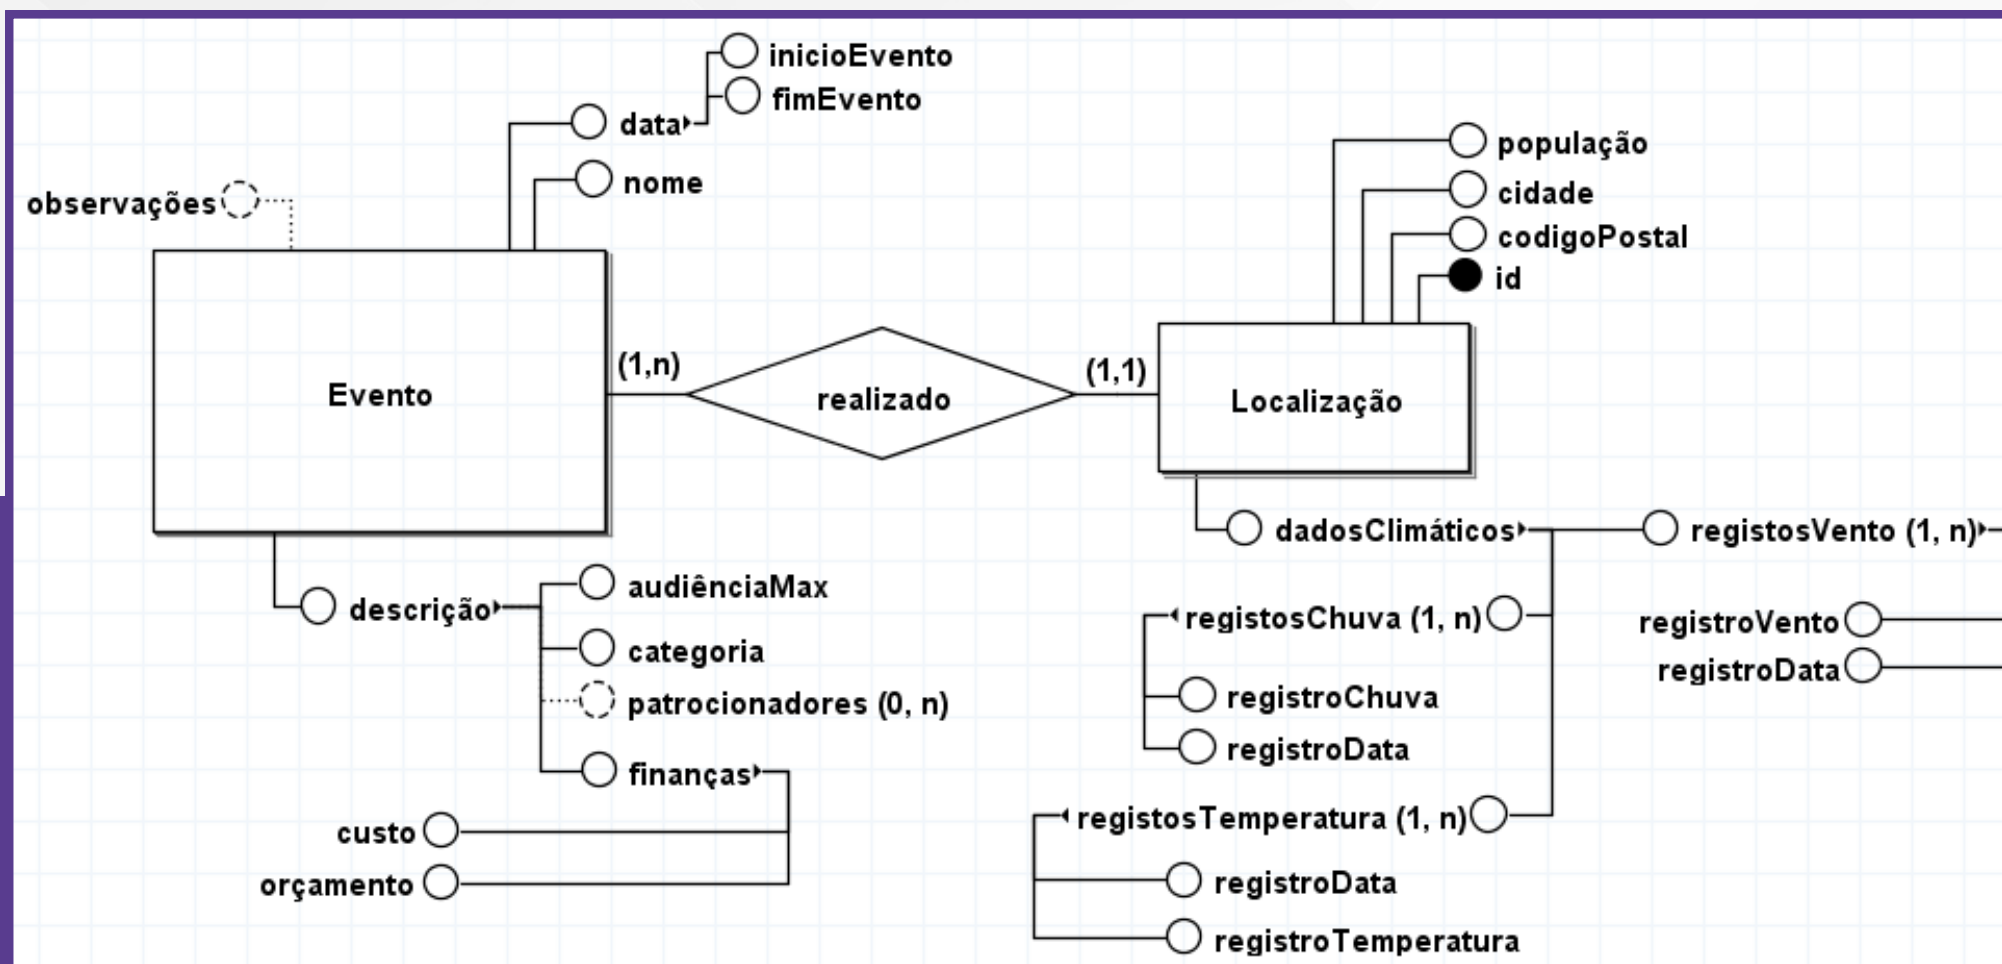 inicioEvento
fimEvento
data
nome
observações
população
cidade
codigoPostal
id
(1,n)
(1,1)
Evento
realizado
Localização
dadosClimáticos
registosVento (1, n)
descrição
audiênciaMax
categoria
patrocionadores (0, n)
finanças
custo
orçamento
registosChuva (1, n)
registroChuva
registroData
registroVento
registroData
registosTemperatura (1, n)
registroData
registroTemperatura